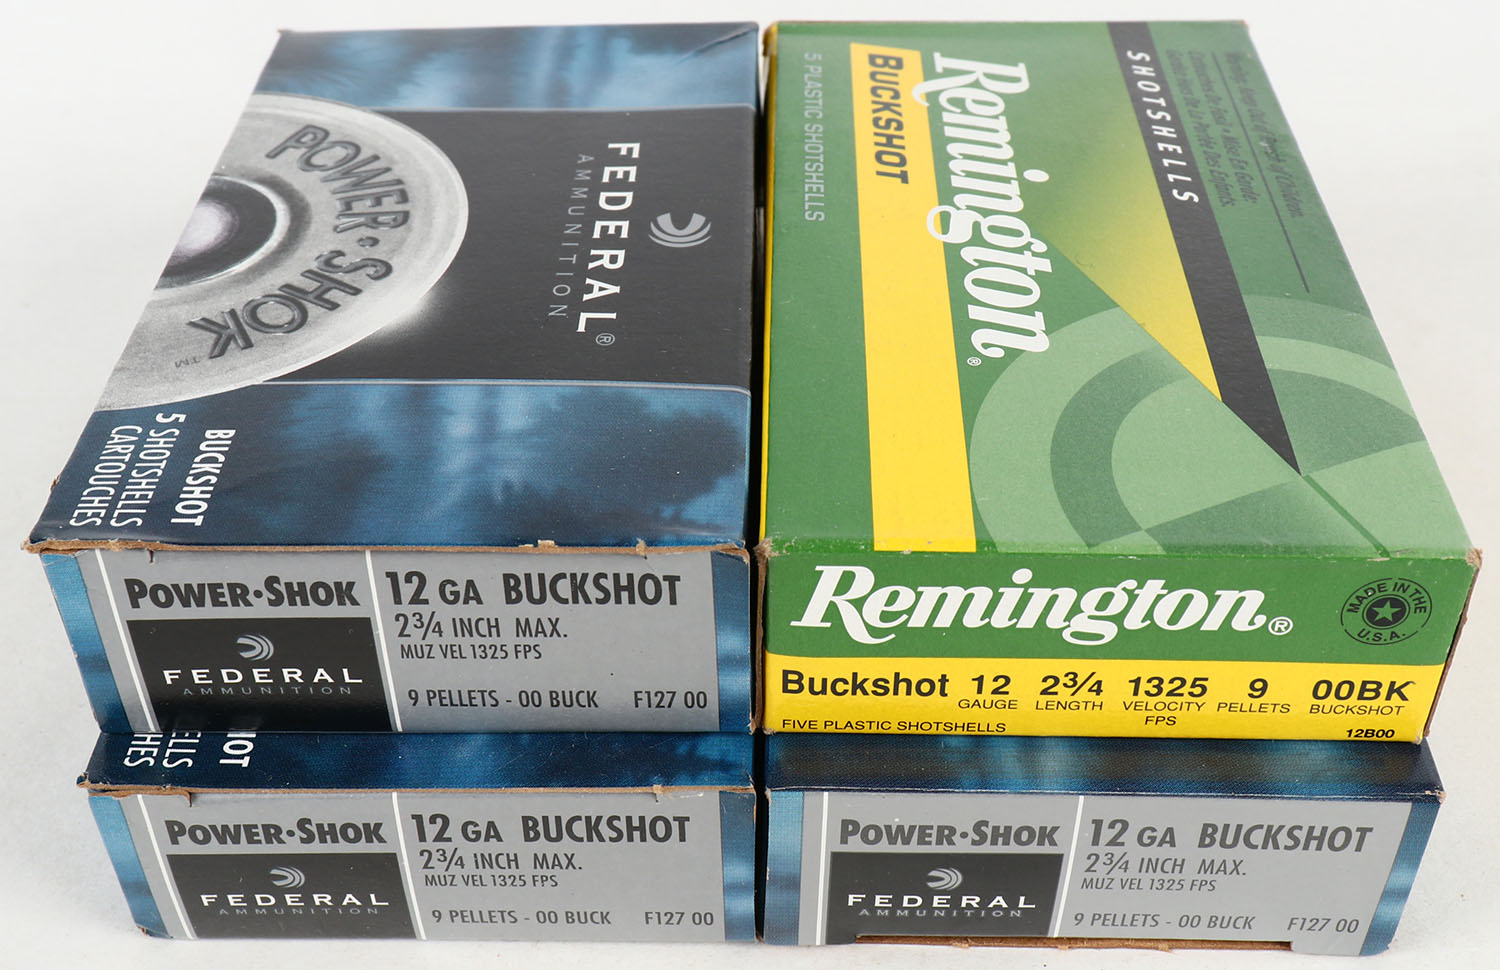 POWER·SHOK™
FEDERAL®
AMMUNITION
BUCKSHOT
5 SHOTSHELLS
CARTOUCHES
POWER·SHOK
FEDERAL
AMMUNITION
12 GA BUCKSHOT
2¾ INCH MAX.
MUZ VEL 1325 FPS
9 PELLETS - 00 BUCK F127 00
SHOTSHELLS
Remington®
BUCKSHOT
5 PLASTIC SHOTSHELLS
Remington®
MADE IN THE
U.S.A.
Buckshot 12 2¾ 1325 9 00BK
GAUGE LENGTH VELOCITY PELLETS BUCKSHOT
FPS
FIVE PLASTIC SHOTSHELLS
12B00
HOT
ELLS
HES
POWER·SHOK
FEDERAL
AMMUNITION
12 GA BUCKSHOT
2¾ INCH MAX.
MUZ VEL 1325 FPS
9 PELLETS - 00 BUCK F127 00
POWER·SHOK
FEDERAL
AMMUNITION
12 GA BUCKSHOT
2¾ INCH MAX.
MUZ VEL 1325 FPS
9 PELLETS - 00 BUCK F127 00